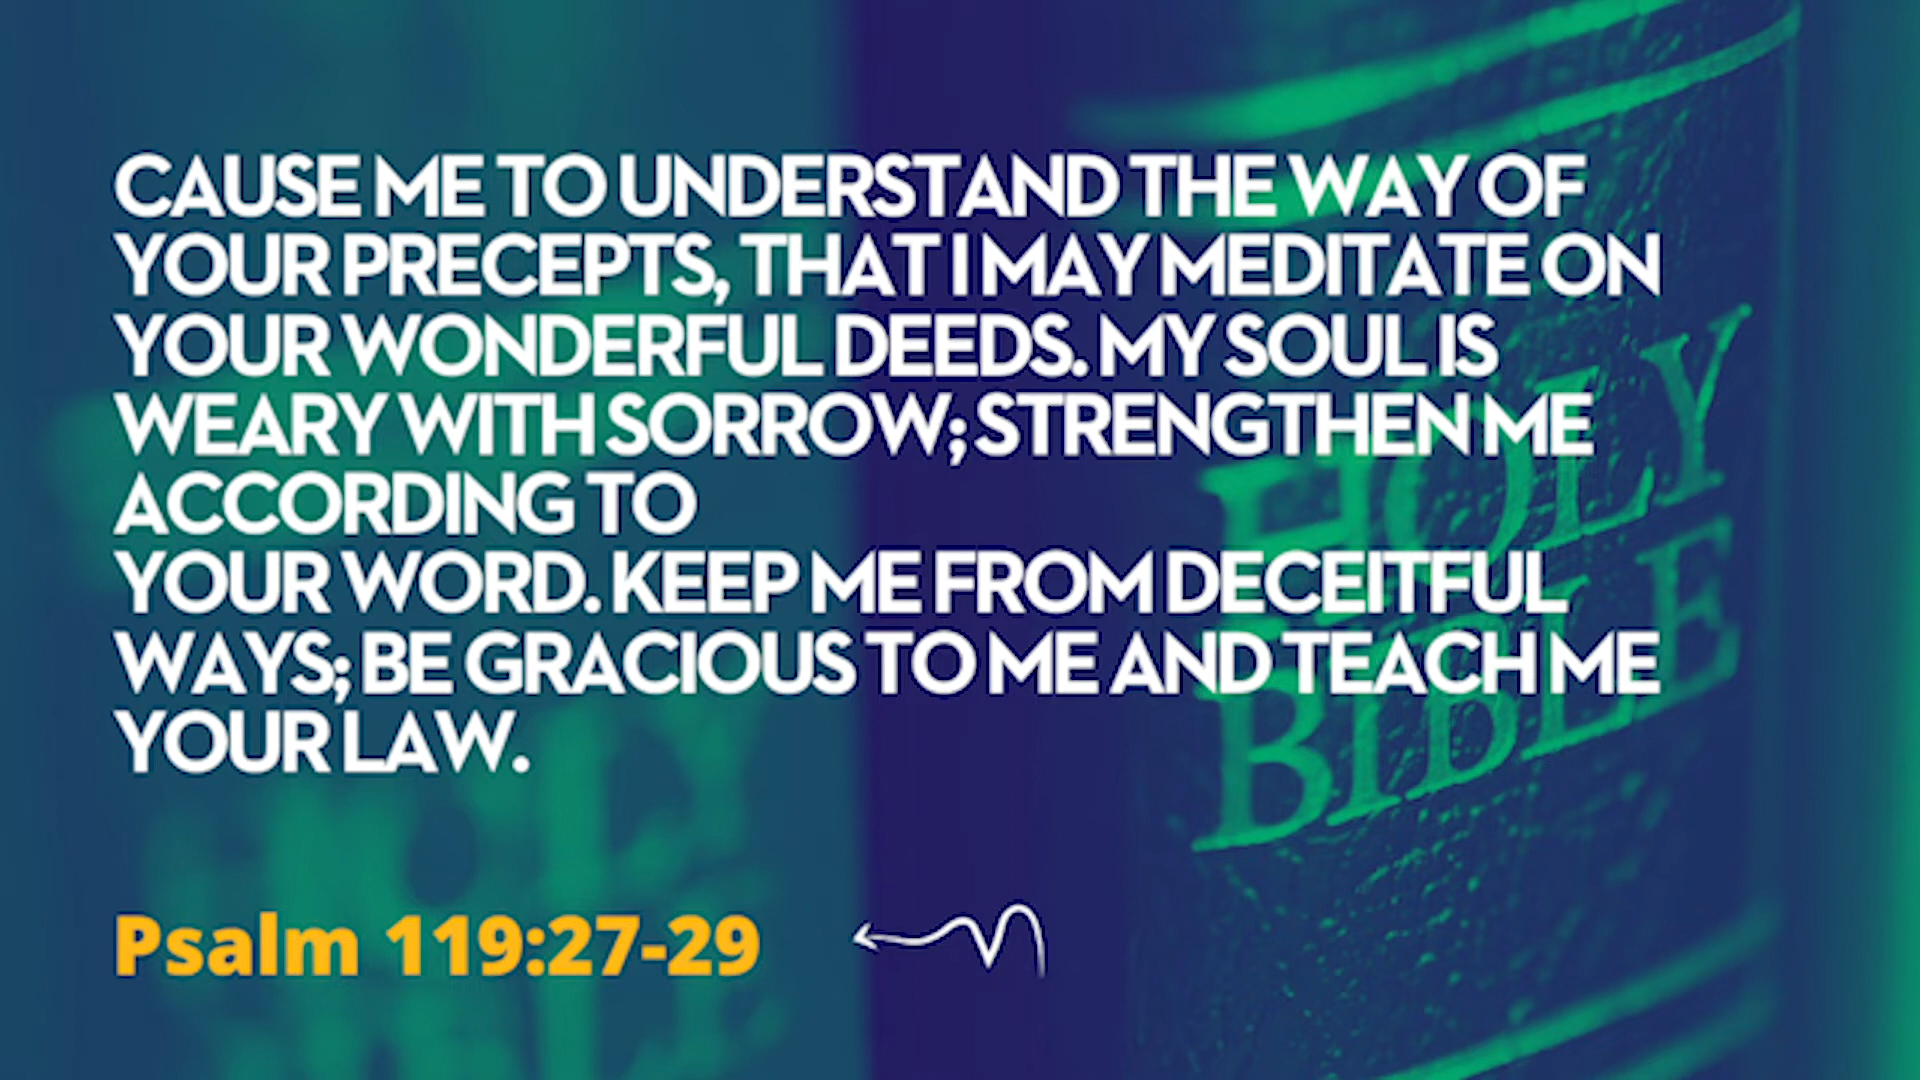 CAUSE ME TO UNDERSTAND THE WAY OF
YOUR PRECEPTS, THAT I MAY MEDITATE ON
YOUR WONDERFUL DEEDS. MY SOUL IS
WEARY WITH SORROW; STRENGTHEN ME
ACCORDING TO
YOUR WORD. KEEP ME FROM DECEITFUL
WAYS; BE GRACIOUS TO ME AND TEACH ME
YOUR LAW.
HOLY
BIBLE
Psalm 119:27-29